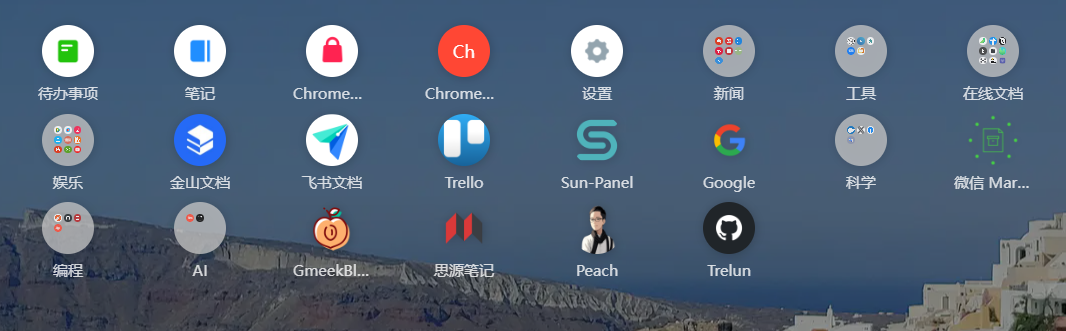 Ch
待办事项 笔记 Chrome... Chrome... 设置 新闻 工具 在线文档
娱乐 金山文档 飞书文档 Trello Sun-Panel Google 科学 微信 Mar...
编程 AI GmeekBl... 思源笔记 Peach Trelun